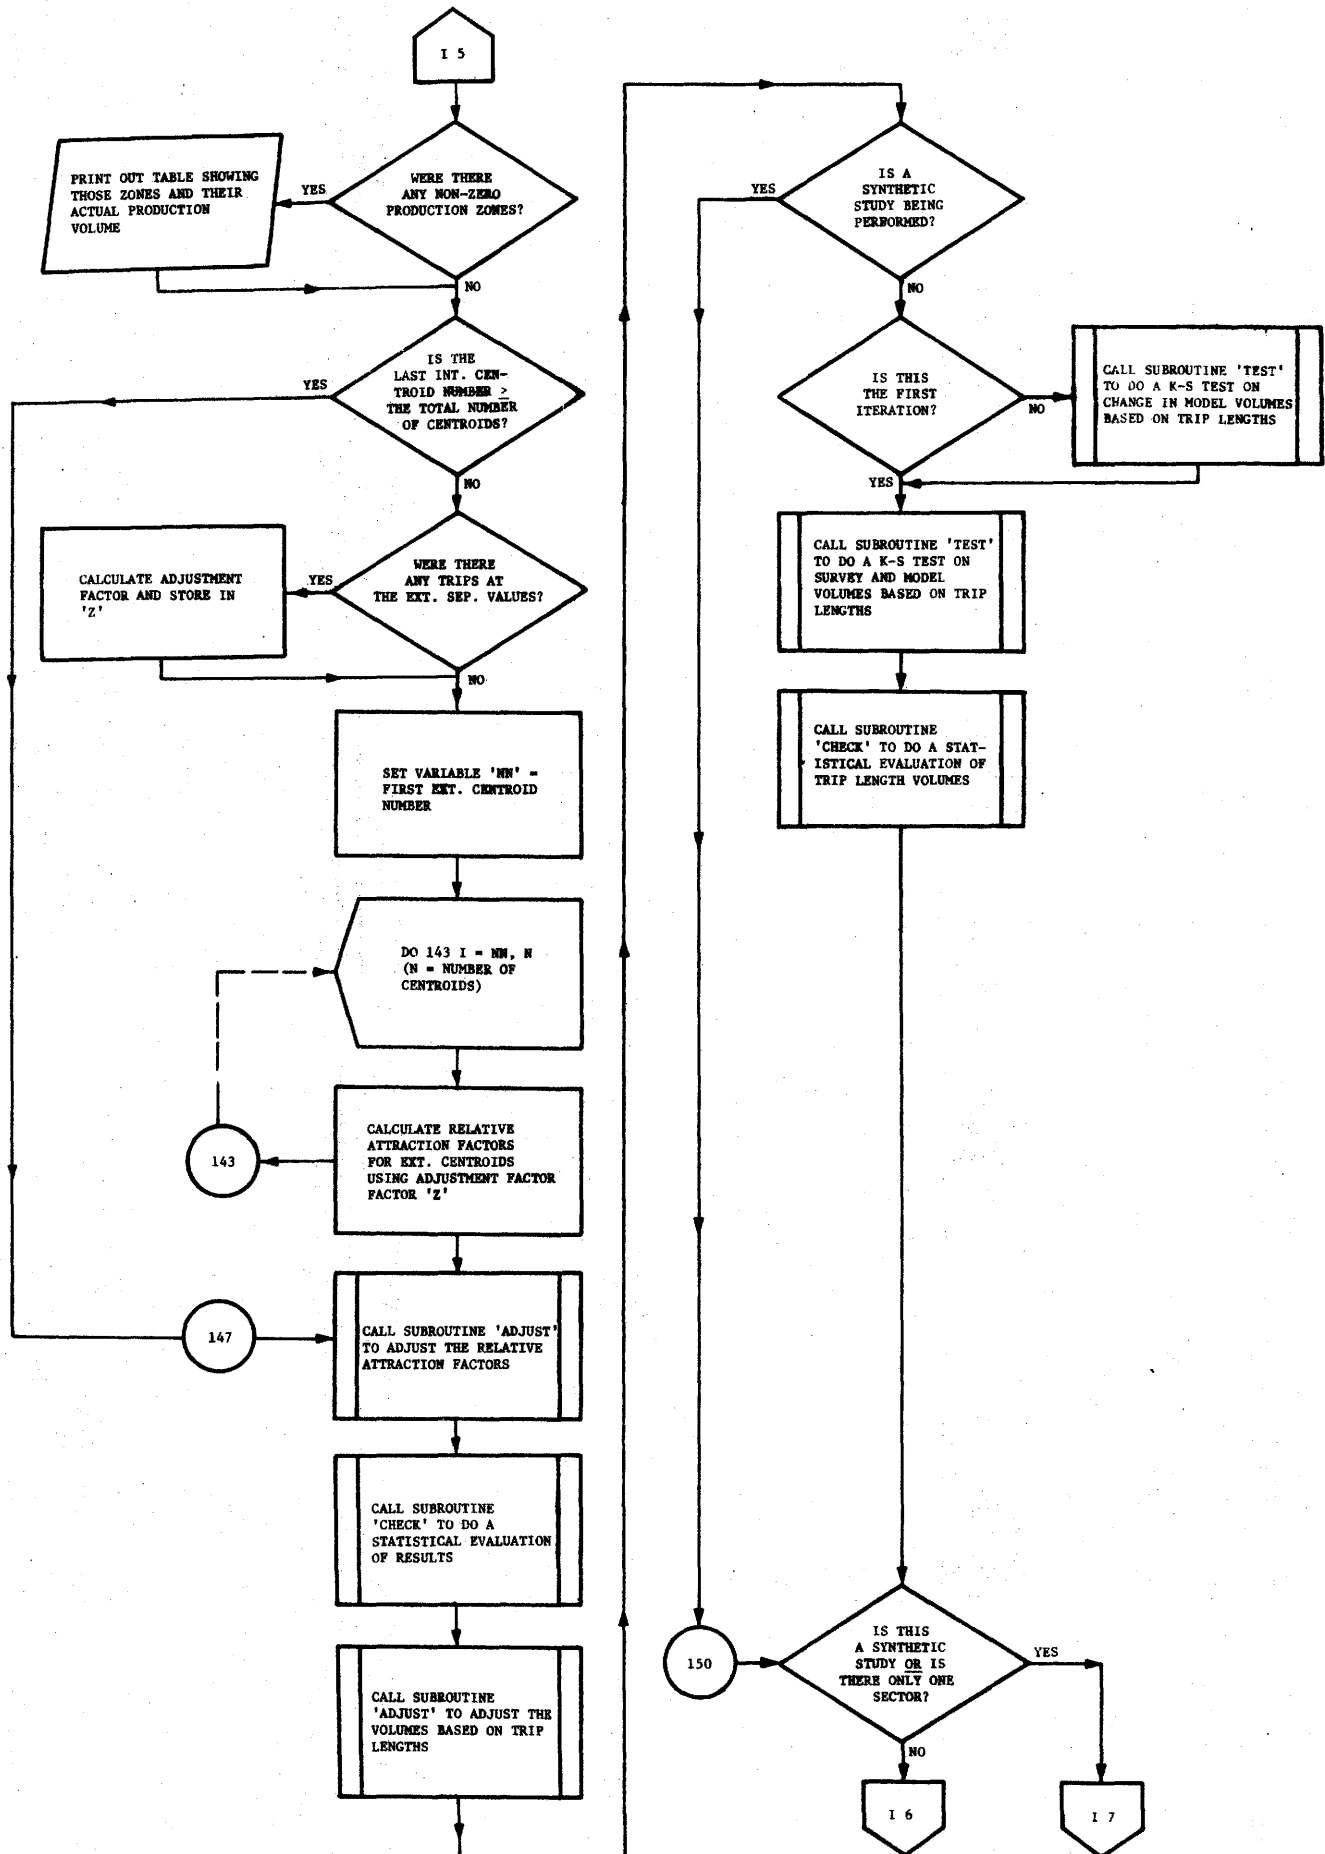 I 5
WERE THERE
ANY NON-ZERO
PRODUCTION ZONES?
YES
PRINT OUT TABLE SHOWING
THOSE ZONES AND THEIR
ACTUAL PRODUCTION
VOLUME
NO
IS THE
LAST INT. CEN-
TROID NUMBER ≥
THE TOTAL NUMBER
OF CENTROIDS?
YES
NO
WERE THERE
ANY TRIPS AT
THE EXT. SEP. VALUES?
YES
CALCULATE ADJUSTMENT
FACTOR AND STORE IN
'Z'
NO
SET VARIABLE 'NN' =
FIRST EXT. CENTROID
NUMBER
DO 143 I = NN, N
(N = NUMBER OF
CENTROIDS)
CALCULATE RELATIVE
ATTRACTION FACTORS
FOR EXT. CENTROIDS
USING ADJUSTMENT FACTOR
FACTOR 'Z'
143
147
CALL SUBROUTINE 'ADJUST'
TO ADJUST THE RELATIVE
ATTRACTION FACTORS
CALL SUBROUTINE
'CHECK' TO DO A
STATISTICAL EVALUATION
OF RESULTS
CALL SUBROUTINE
'ADJUST' TO ADJUST THE
VOLUMES BASED ON TRIP
LENGTHS
IS A
SYNTHETIC
STUDY BEING
PERFORMED?
YES
NO
IS THIS
THE FIRST
ITERATION?
NO
CALL SUBROUTINE 'TEST'
TO DO A K-S TEST ON
CHANGE IN MODEL VOLUMES
BASED ON TRIP LENGTHS
YES
CALL SUBROUTINE 'TEST'
TO DO A K-S TEST ON
SURVEY AND MODEL
VOLUMES BASED ON TRIP
LENGTHS
CALL SUBROUTINE
'CHECK' TO DO A STAT-
ISTICAL EVALUATION OF
TRIP LENGTH VOLUMES
150
IS THIS
A SYNTHETIC
STUDY OR IS
THERE ONLY ONE
SECTOR?
YES
NO
I 6
I 7